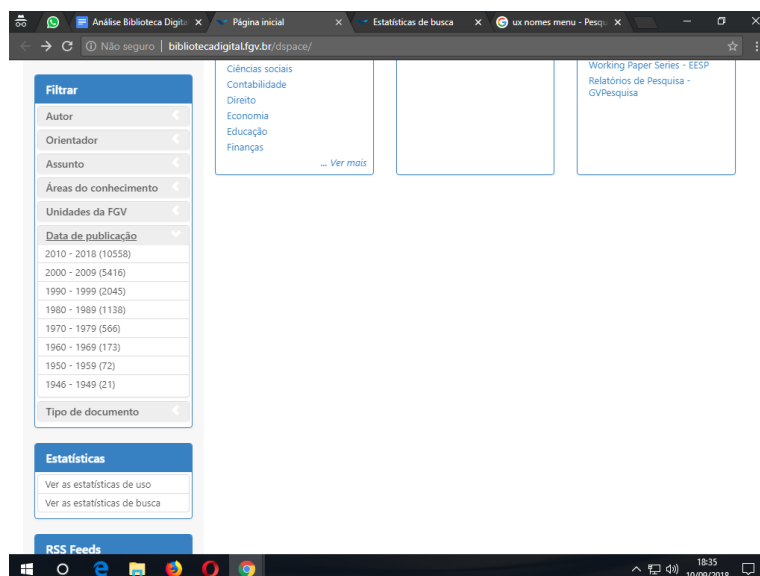 Análise Biblioteca Digital
Página inicial
Estatísticas de busca
ux nomes menu - Pesqu
Não seguro | bibliotecadigital.fgv.br/dspace/
Filtrar
Autor
Orientador
Assunto
Áreas do conhecimento
Unidades da FGV
Data de publicação
2010 - 2018 (10558)
2000 - 2009 (5416)
1990 - 1999 (2045)
1980 - 1989 (1138)
1970 - 1979 (566)
1960 - 1969 (173)
1950 - 1959 (72)
1946 - 1949 (21)
Tipo de documento
Estatísticas
Ver as estatísticas de uso
Ver as estatísticas de busca
RSS Feeds
Ciências sociais
Contabilidade
Direito
Economia
Educação
Finanças
... Ver mais
Working Paper Series - EESP
Relatórios de Pesquisa -
GVPesquisa
18:35
10/09/2018